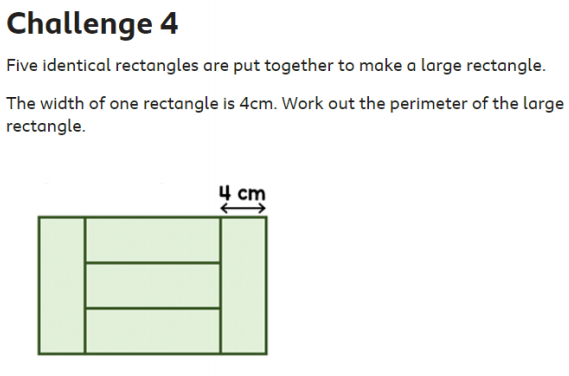 Challenge 4
Five identical rectangles are put together to make a large rectangle.
The width of one rectangle is 4cm. Work out the perimeter of the large
rectangle.
4 cm